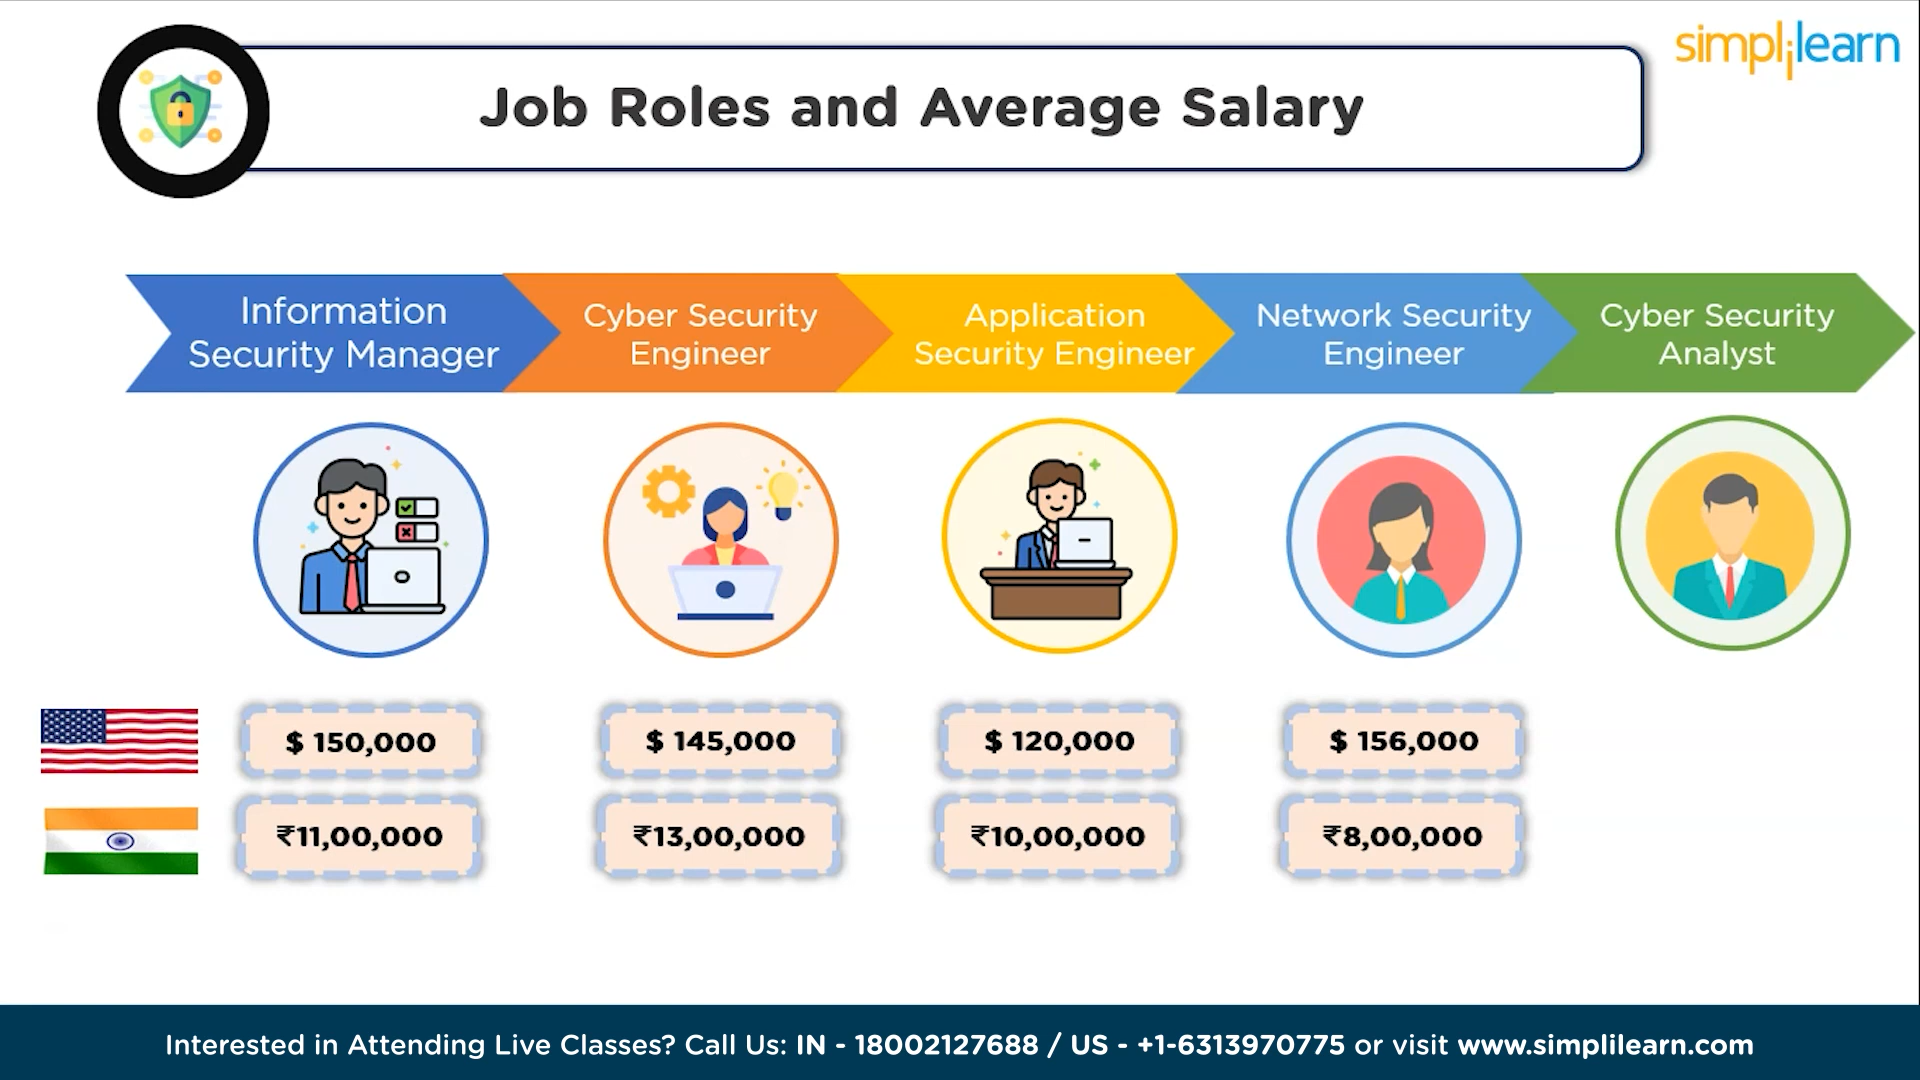 simplilearn
Job Roles and Average Salary
Information
Security Manager
Cyber Security
Engineer
Application
Security Engineer
Network Security
Engineer
Cyber Security
Analyst
$ 150,000
$ 145,000
$ 120,000
$ 156,000
₹11,00,000
₹13,00,000
₹10,00,000
₹8,00,000
Interested in Attending Live Classes? Call Us: IN - 18002127688 / US - +1-6313970775 or visit www.simplilearn.com